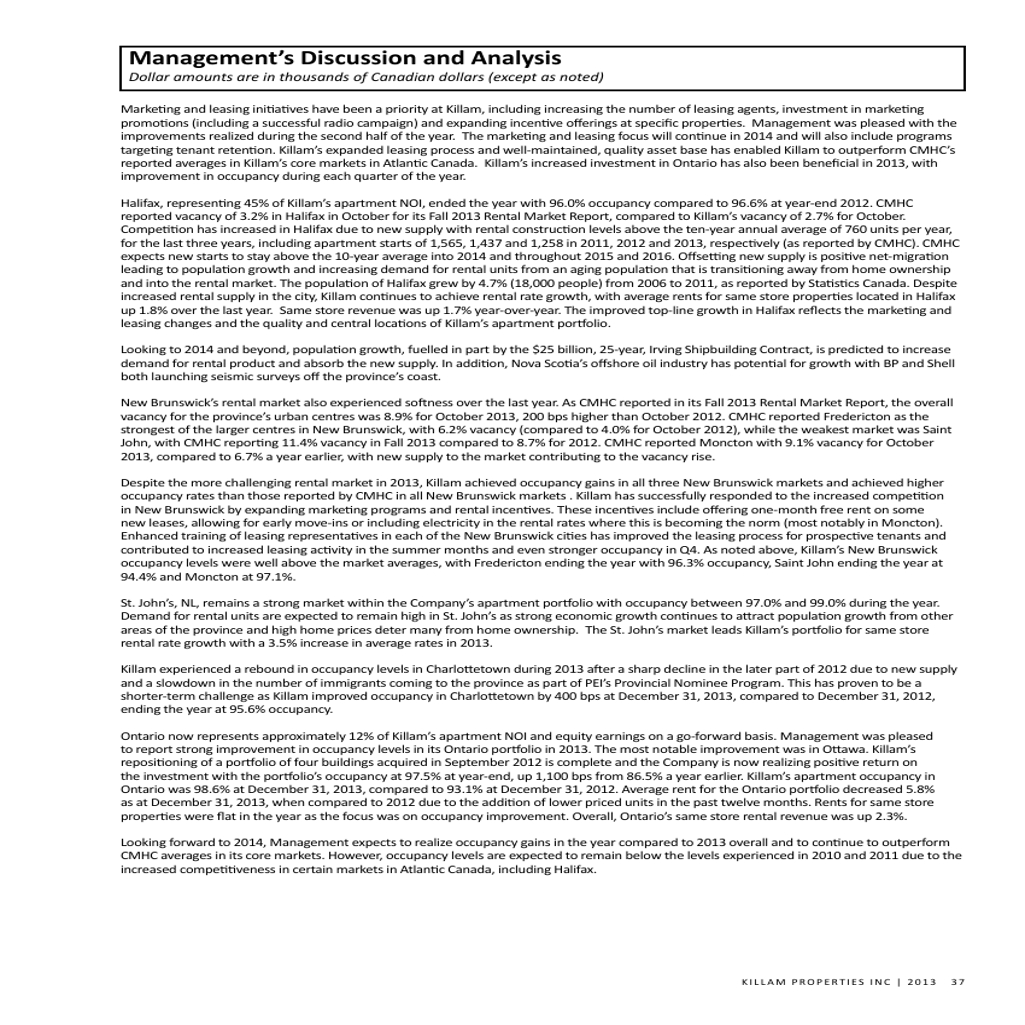 Management's Discussion and Analysis
Dollar amounts are in thousands of Canadian dollars (except as noted)
Marketing and leasing initiatives have been a priority at Killam, including increasing the number of leasing agents, investment in marketing
promotions (including a successful radio campaign) and expanding incentive offerings at specific properties.  Management was pleased with the
improvements realized during the second half of the year.  The marketing and leasing focus will continue in 2014 and will also include programs
targeting tenant retention. Killam's expanded leasing process and well-maintained, quality asset base has enabled Killam to outperform CMHC's
reported averages in Killam's core markets in Atlantic Canada.  Killam's increased investment in Ontario has also been beneficial in 2013, with
improvement in occupancy during each quarter of the year.
Halifax, representing 45% of Killam's apartment NOI, ended the year with 96.0% occupancy compared to 96.6% at year-end 2012. CMHC
reported vacancy of 3.2% in Halifax in October for its Fall 2013 Rental Market Report, compared to Killam's vacancy of 2.7% for October.
Competition has increased in Halifax due to new supply with rental construction levels above the ten-year annual average of 760 units per year,
for the last three years, including apartment starts of 1,565, 1,437 and 1,258 in 2011, 2012 and 2013, respectively (as reported by CMHC). CMHC
expects new starts to stay above the 10-year average into 2014 and throughout 2015 and 2016. Offsetting new supply is positive net-migration
leading to population growth and increasing demand for rental units from an aging population that is transitioning away from home ownership
and into the rental market. The population of Halifax grew by 4.7% (18,000 people) from 2006 to 2011, as reported by Statistics Canada. Despite
increased rental supply in the city, Killam continues to achieve rental rate growth, with average rents for same store properties located in Halifax
up 1.8% over the last year.  Same store revenue was up 1.7% year-over-year. The improved top-line growth in Halifax reflects the marketing and
leasing changes and the quality and central locations of Killam's apartment portfolio.
Looking to 2014 and beyond, population growth, fuelled in part by the $25 billion, 25-year, Irving Shipbuilding Contract, is predicted to increase
demand for rental product and absorb the new supply. In addition, Nova Scotia's offshore oil industry has potential for growth with BP and Shell
both launching seismic surveys off the province's coast.
New Brunswick's rental market also experienced softness over the last year. As CMHC reported in its Fall 2013 Rental Market Report, the overall
vacancy for the province's urban centres was 8.9% for October 2013, 200 bps higher than October 2012. CMHC reported Fredericton as the
strongest of the larger centres in New Brunswick, with 6.2% vacancy (compared to 4.0% for October 2012), while the weakest market was Saint
John, with CMHC reporting 11.4% vacancy in Fall 2013 compared to 8.7% for 2012. CMHC reported Moncton with 9.1% vacancy for October
2013, compared to 6.7% a year earlier, with new supply to the market contributing to the vacancy rise.
Despite the more challenging rental market in 2013, Killam achieved occupancy gains in all three New Brunswick markets and achieved higher
occupancy rates than those reported by CMHC in all New Brunswick markets . Killam has successfully responded to the increased competition
in New Brunswick by expanding marketing programs and rental incentives. These incentives include offering one-month free rent on some
new leases, allowing for early move-ins or including electricity in the rental rates where this is becoming the norm (most notably in Moncton).
Enhanced training of leasing representatives in each of the New Brunswick cities has improved the leasing process for prospective tenants and
contributed to increased leasing activity in the summer months and even stronger occupancy in Q4. As noted above, Killam's New Brunswick
occupancy levels were well above the market averages, with Fredericton ending the year with 96.3% occupancy, Saint John ending the year at
94.4% and Moncton at 97.1%.
St. John's, NL, remains a strong market within the Company's apartment portfolio with occupancy between 97.0% and 99.0% during the year.
Demand for rental units are expected to remain high in St. John's as strong economic growth continues to attract population growth from other
areas of the province and high home prices deter many from home ownership.  The St. John's market leads Killam's portfolio for same store
rental rate growth with a 3.5% increase in average rates in 2013.
Killam experienced a rebound in occupancy levels in Charlottetown during 2013 after a sharp decline in the later part of 2012 due to new supply
and a slowdown in the number of immigrants coming to the province as part of PEI's Provincial Nominee Program. This has proven to be a
shorter-term challenge as Killam improved occupancy in Charlottetown by 400 bps at December 31, 2013, compared to December 31, 2012,
ending the year at 95.6% occupancy.
Ontario now represents approximately 12% of Killam's apartment NOI and equity earnings on a go-forward basis. Management was pleased
to report strong improvement in occupancy levels in its Ontario portfolio in 2013. The most notable improvement was in Ottawa. Killam's
repositioning of a portfolio of four buildings acquired in September 2012 is complete and the Company is now realizing positive return on
the investment with the portfolio's occupancy at 97.5% at year-end, up 1,100 bps from 86.5% a year earlier. Killam's apartment occupancy in
Ontario was 98.6% at December 31, 2013, compared to 93.1% at December 31, 2012. Average rent for the Ontario portfolio decreased 5.8%
as at December 31, 2013, when compared to 2012 due to the addition of lower priced units in the past twelve months. Rents for same store
properties were flat in the year as the focus was on occupancy improvement. Overall, Ontario's same store rental revenue was up 2.3%.
Looking forward to 2014, Management expects to realize occupancy gains in the year compared to 2013 overall and to continue to outperform
CMHC averages in its core markets. However, occupancy levels are expected to remain below the levels experienced in 2010 and 2011 due to the
increased competitiveness in certain markets in Atlantic Canada, including Halifax.
KILLAM PROPERTIES INC | 2013 37